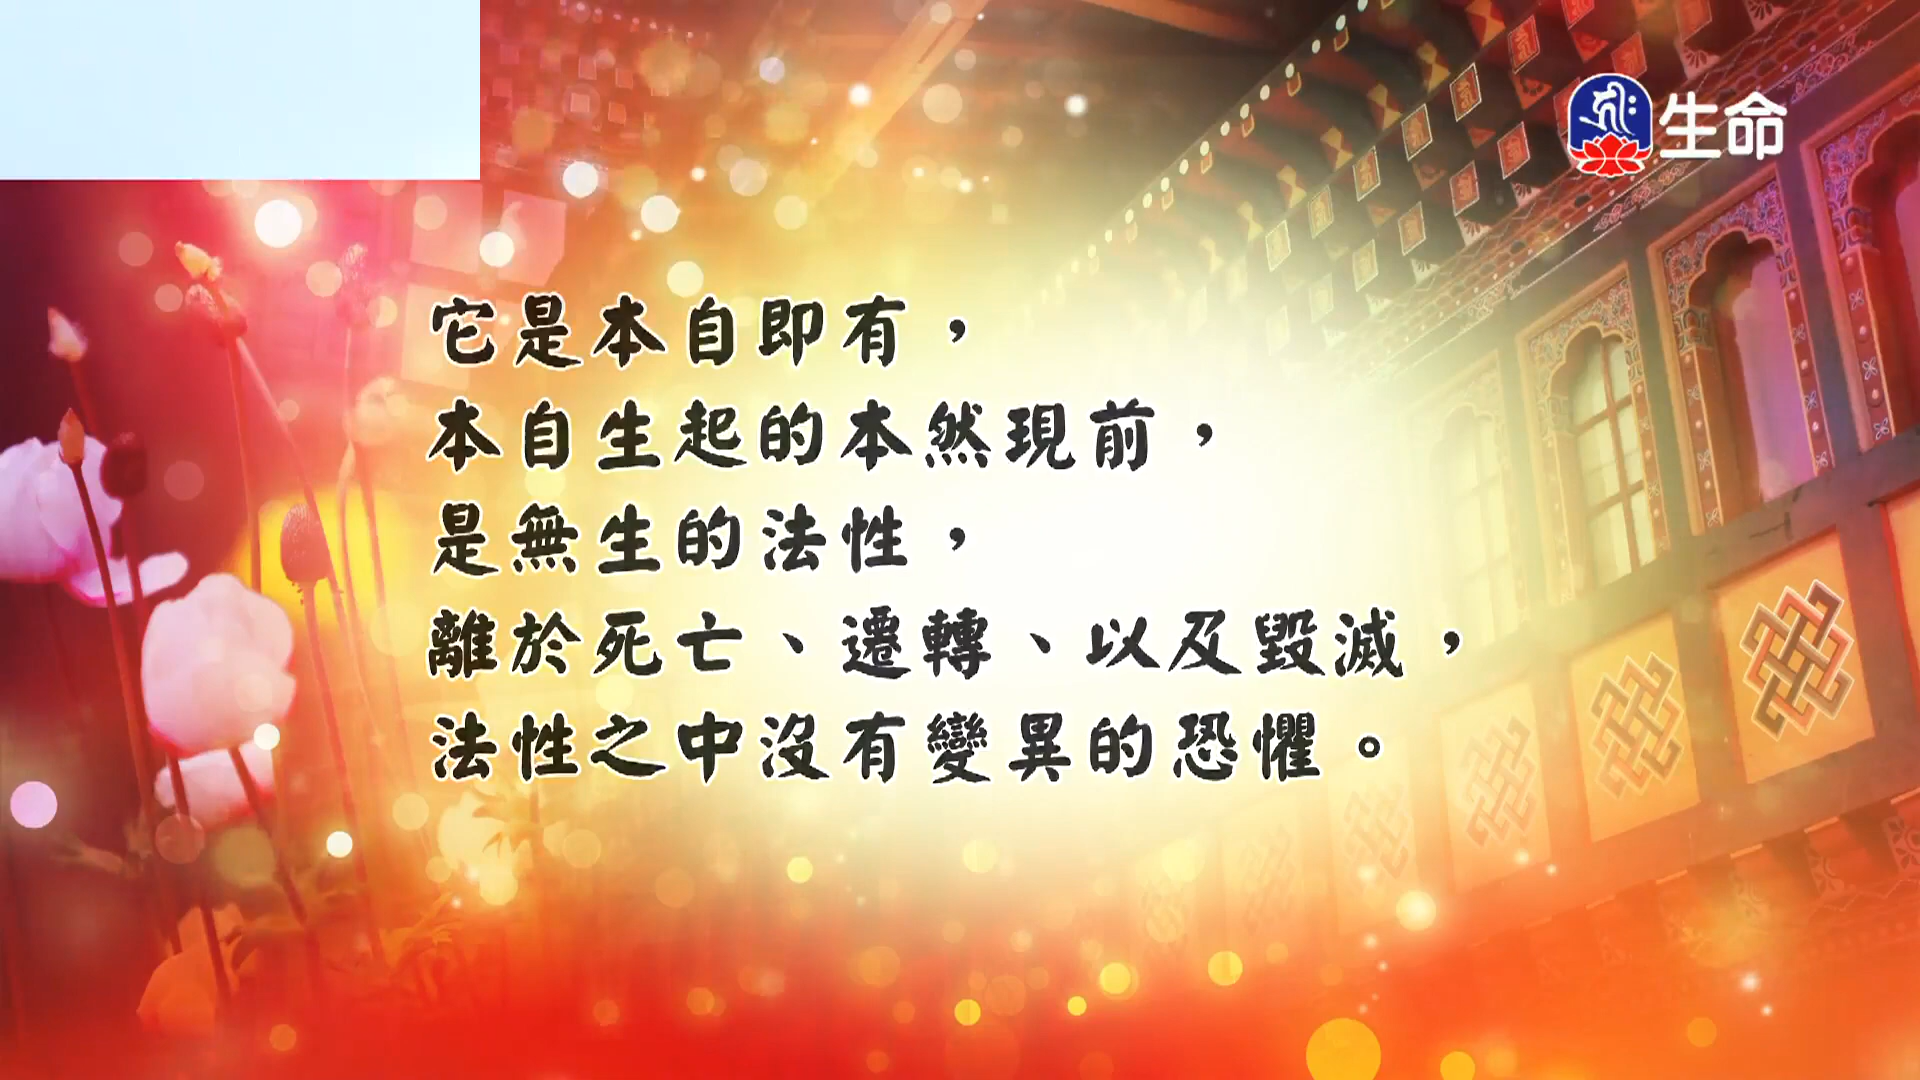 生命
它是本自即有，
本自生起的本然現前，
是無生的法性，
離於死亡、遷轉、以及毀滅，
法性之中沒有變異的恐懼。